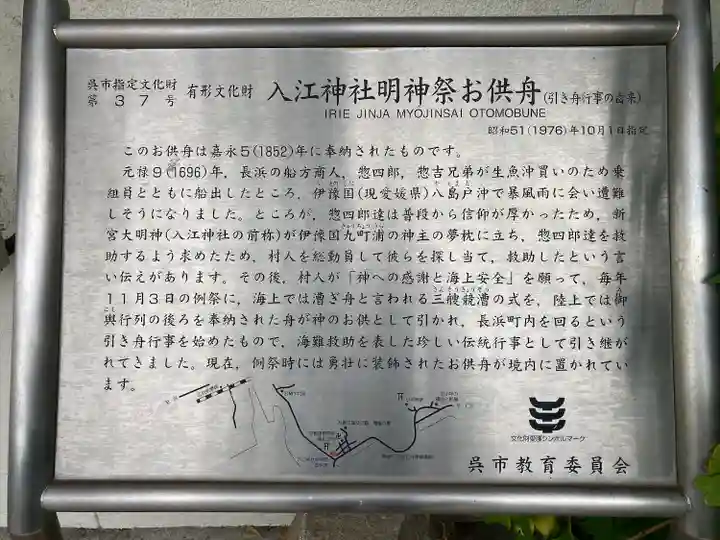 呉市指定文化財
第 37 号
有形文化財
入江神社明神祭お供舟(引き舟行事の由来)
IRIE JINJA MYOJINSAI OTOMOBUNE
昭和51(1976)年10月1日指定
このお供舟は嘉永5(1852)年に奉納されたものです。
元禄9(1696)年，長浜の船方商人，惣四郎，惣吉兄弟が生魚沖買いのため乗
組員とともに船出したところ，伊豫国(現愛媛県)八島戸沖で暴風雨に会い遭難
しそうになりました。ところが，惣四郎達は普段から信仰が厚かったため，新
宮大明神(入江神社の前称)が伊豫国九町浦の神主の夢枕に立ち，惣四郎達を救助
するよう求めたため，村人を総動員して彼らを探し当て，救助したという言
い伝えがあります。その後，村人が「神への感謝と海上安全」を願って，毎年
11月3日の例祭に，海上では漕ぎ舟と言われる三艘競漕の式を，陸上では御
輿行列の後ろを奉納された舟が神のお供として引かれ，長浜町内を回るという
引き舟行事を始めたもので，海難救助を表した珍しい伝統行事として引き継が
れてきました。現在，例祭時には勇壮に装飾されたお供舟が境内に置かれてい
ます。
文化財愛護シンボルマーク
呉市教育委員会